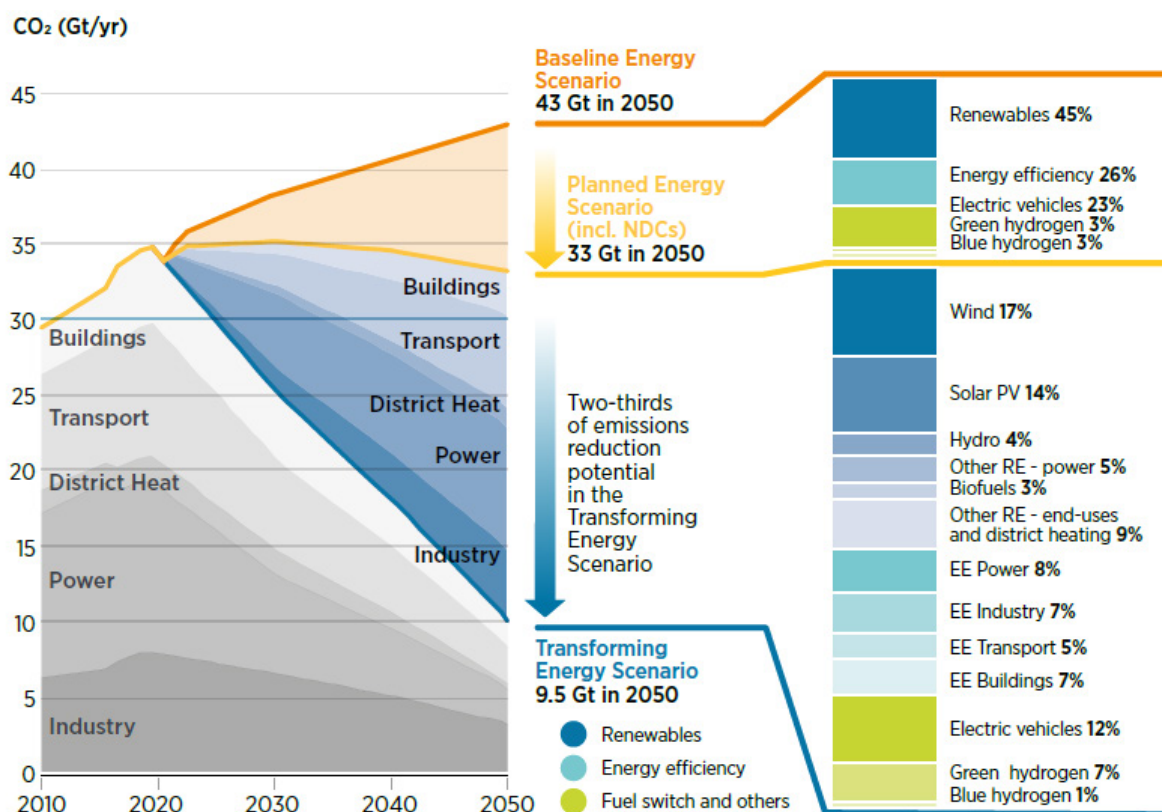 CO₂ (Gt/yr)
45
40
35
30
25
20
15
10
5
0
2010
2020
2030
2040
2050
Buildings
Transport
District Heat
Power
Industry
Buildings
Transport
District Heat
Power
Industry
Baseline Energy
Scenario
43 Gt in 2050
Planned Energy
Scenario
(incl. NDCs)
33 Gt in 2050
Two-thirds
of emissions
reduction
potential
in the
Transforming
Energy
Scenario
Transforming
Energy Scenario
9.5 Gt in 2050
Renewables
Energy efficiency
Fuel switch and others
Renewables 45%
Energy efficiency 26%
Electric vehicles 23%
Green hydrogen 3%
Blue hydrogen 3%
Wind 17%
Solar PV 14%
Hydro 4%
Other RE - power 5%
Biofuels 3%
Other RE - end-uses
and district heating 9%
EE Power 8%
EE Industry 7%
EE Transport 5%
EE Buildings 7%
Electric vehicles 12%
Green hydrogen 7%
Blue hydrogen 1%